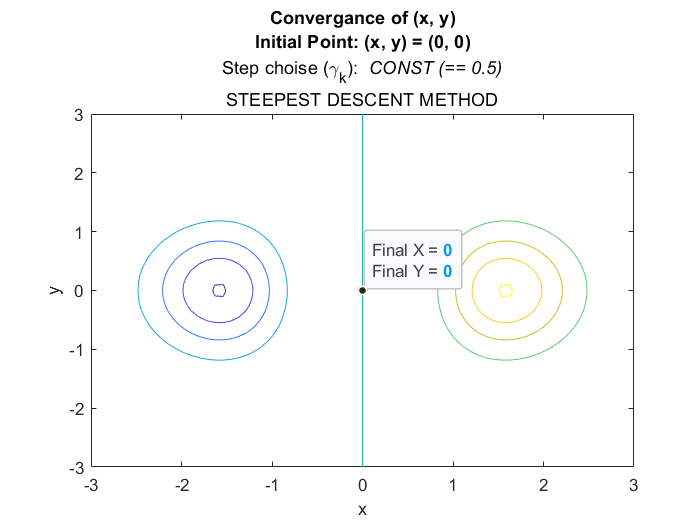 Convergance of (x, y)
Initial Point: (x, y) = (0, 0)
Step choise (γk): CONST (== 0.5)
STEEPEST DESCENT METHOD
3
2
1
0
-1
-2
-3
y
Final X = 0
Final Y = 0
-3 -2 -1 0 1 2 3
x